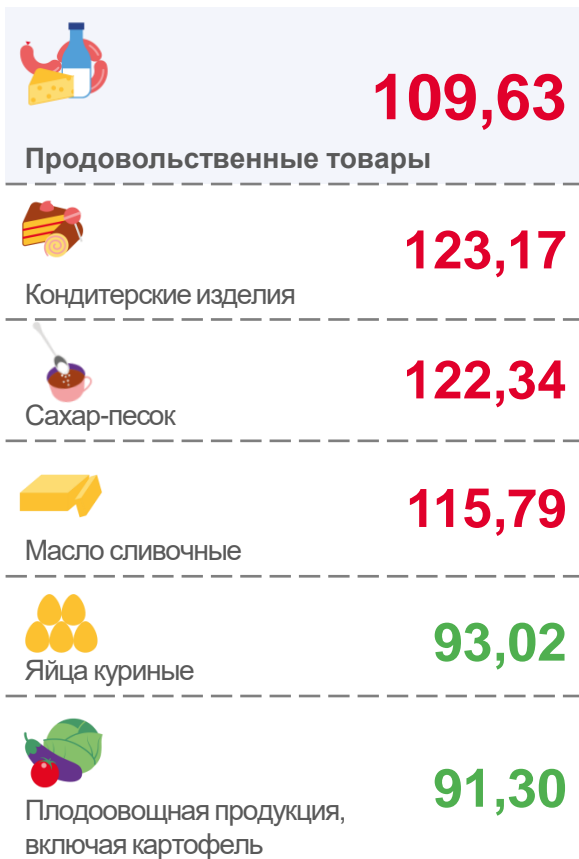 109,63
Продовольственные товары
123,17
Кондитерские изделия
122,34
Сахар-песок
115,79
Масло сливочные
93,02
Яйца куриные
91,30
Плодоовощная продукция,
включая картофель